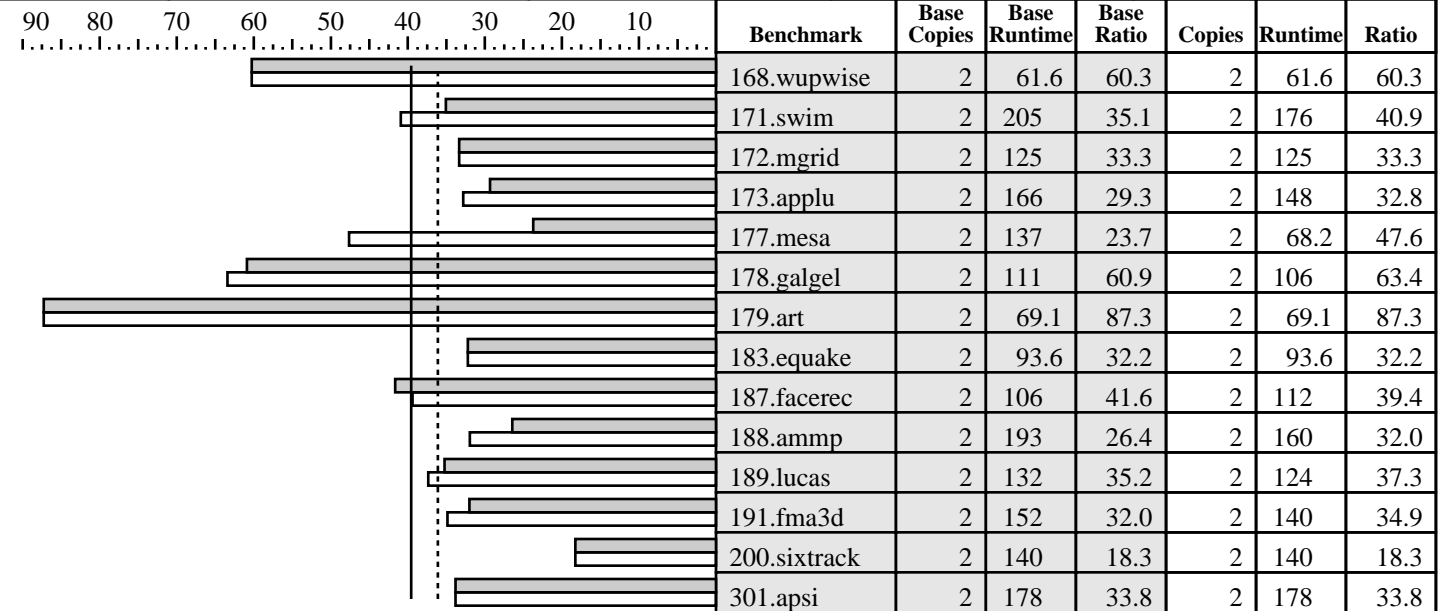 90 80 70 60 50 40 30 20 10
Benchmark Base Copies Base Runtime Base Ratio Copies Runtime Ratio
168.wupwise 2 61.6 60.3 2 61.6 60.3
171.swim 2 205 35.1 2 176 40.9
172.mgrid 2 125 33.3 2 125 33.3
173.applu 2 166 29.3 2 148 32.8
177.mesa 2 137 23.7 2 68.2 47.6
178.galgel 2 111 60.9 2 106 63.4
179.art 2 69.1 87.3 2 69.1 87.3
183.equake 2 93.6 32.2 2 93.6 32.2
187.facerec 2 106 41.6 2 112 39.4
188.ammp 2 193 26.4 2 160 32.0
189.lucas 2 132 35.2 2 124 37.3
191.fma3d 2 152 32.0 2 140 34.9
200.sixtrack 2 140 18.3 2 140 18.3
301.apsi 2 178 33.8 2 178 33.8